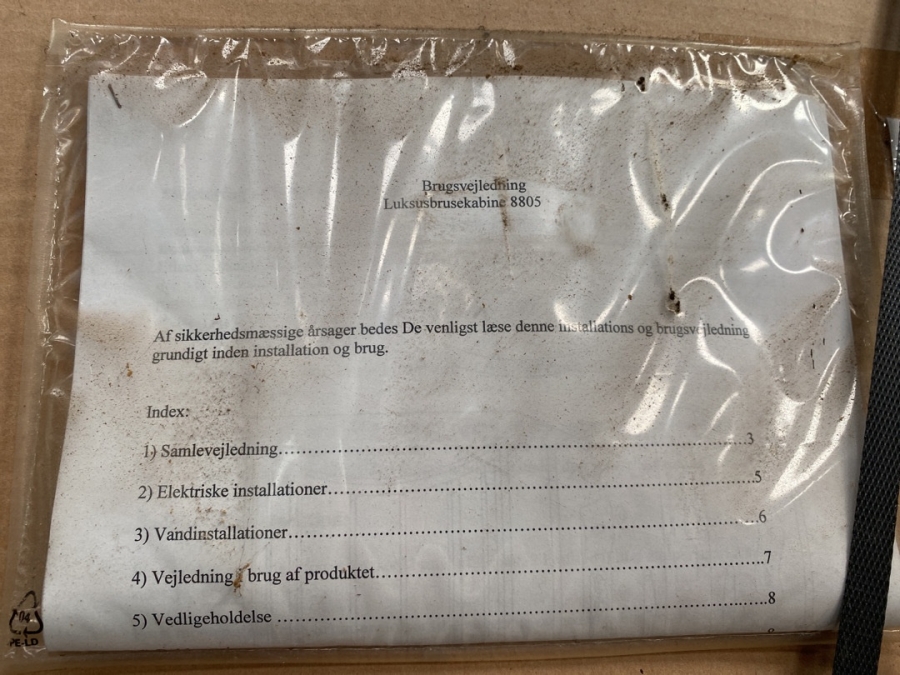 Brugsvejledning
Luksusbrusekabine 8805
Af sikkerhedsmæssige årsager bedes De venligst læse denne installations og brugsvejledning
grundigt inden installation og brug.
Index:
1) Samlevejledning..............................................................................3
2) Elektriske installationer.....................................................................5
3) Vandinstallationer............................................................................6
4) Vejledning i brug af produktet...........................................................7
5) Vedligeholdelse ..............................................................................8
04
PE-LD